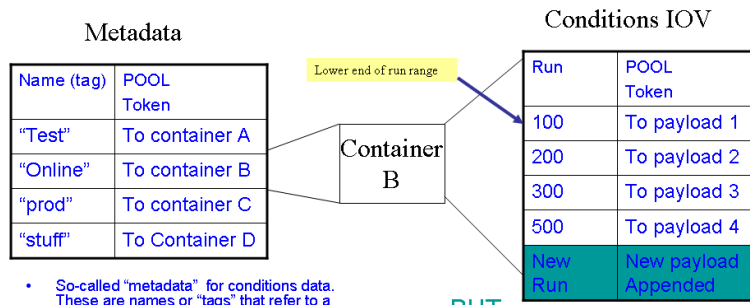 Metadata
Conditions IOV
Name (tag) POOL Token
"Test" To container A
"Online" To container B
"prod" To container C
"stuff" To Container D
Lower end of run range
Container
B
Run POOL Token
100 To payload 1
200 To payload 2
300 To payload 3
500 To payload 4
New Run New payload Appended
• So-called "metadata" for conditions data.
These are names or "tags" that refer to a
BUT